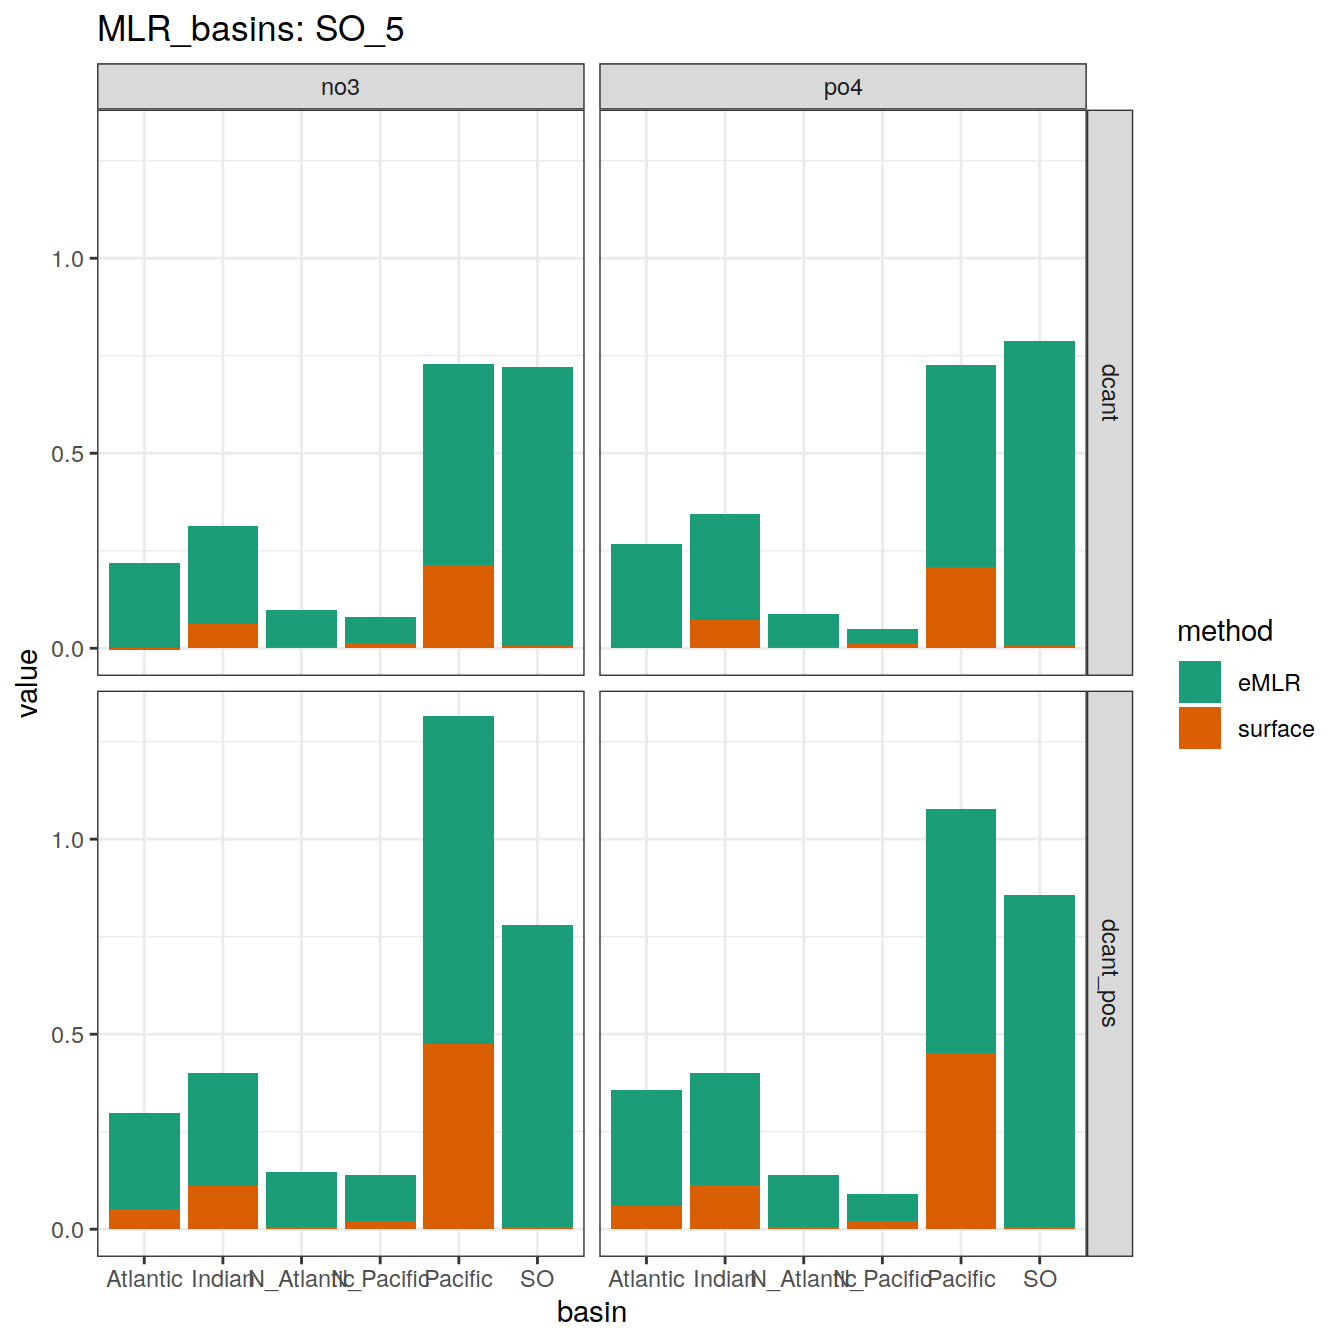 MLR_basins: SO_5
no3
po4
1.0
0.5
0.0
dcant
1.0
0.5
0.0
dcant_pos
value
Atlantic Indian N_Atlantic N_Pacific Pacific SO
Atlantic Indian N_Atlantic N_Pacific Pacific SO
basin
method
eMLR
surface